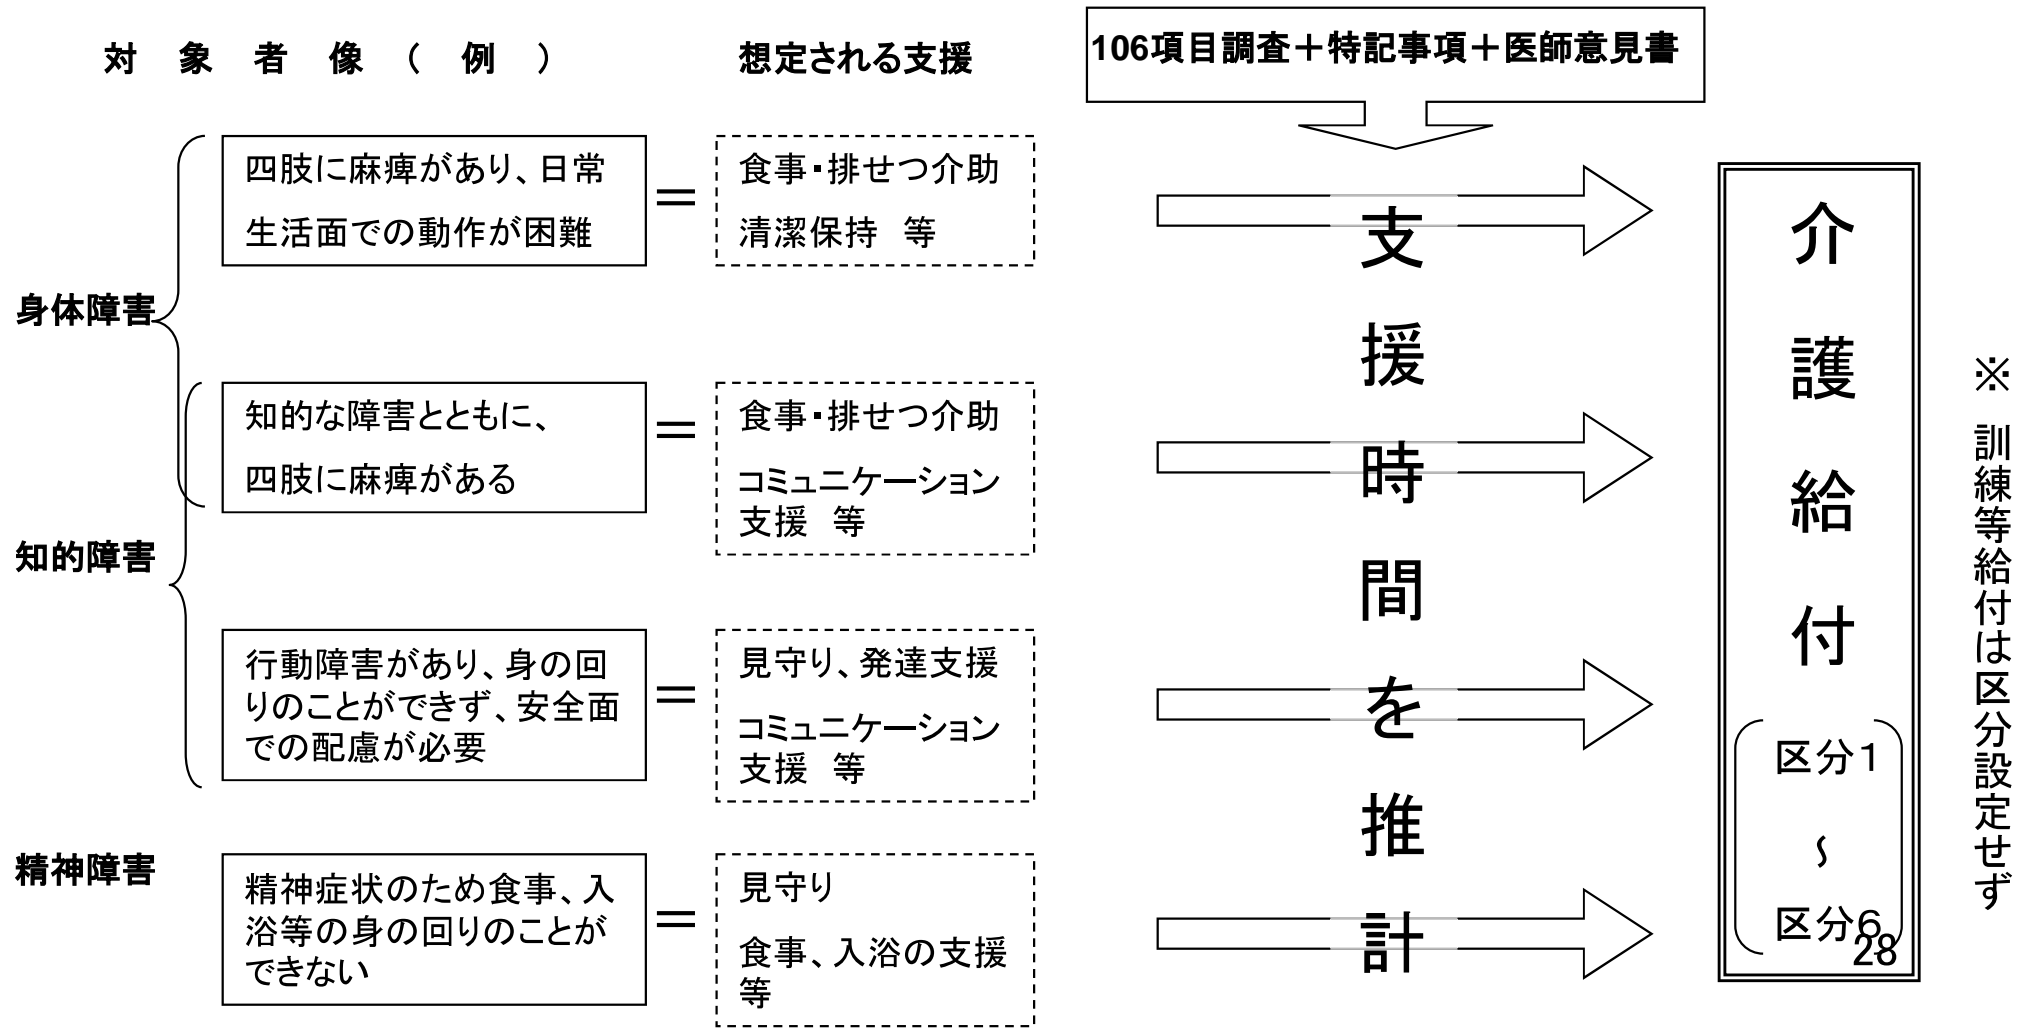 対　象　者　像　（　例　）
想定される支援
106項目調査＋特記事項＋医師意見書
身体障害
四肢に麻痺があり、日常
生活面での動作が困難
＝
食事・排せつ介助
清潔保持　等
知的な障害とともに、
四肢に麻痺がある
＝
食事・排せつ介助
コミュニケーション
支援　等
知的障害
行動障害があり、身の回
りのことができず、安全面
での配慮が必要
＝
見守り、発達支援
コミュニケーション
支援　等
精神障害
精神症状のため食事、入
浴等の身の回りのことが
できない
＝
見守り
食事、入浴の支援
等
支援時間を推計
介護給付
区分1
～
区分6
※訓練等給付は区分設定せず
28